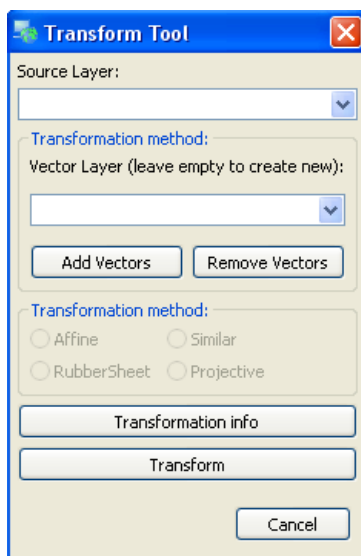 Transform Tool
Source Layer:
Transformation method:
Vector Layer (leave empty to create new):
Add Vectors Remove Vectors
Transformation method:
Affine Similar
RubberSheet Projective
Transformation info
Transform
Cancel